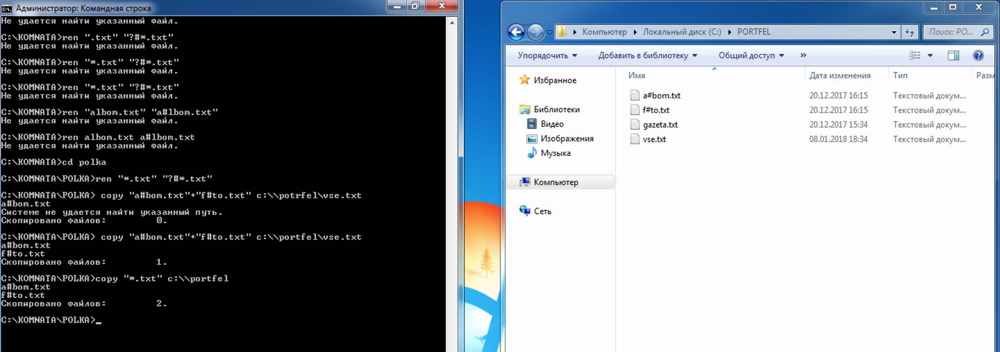 Администратор: Командная строка
Не удается найти указанный файл.
C:\KOMNATA>ren ".txt" "?#*.txt"
Не удается найти указанный файл.
C:\KOMNATA>ren "*.txt" "?#*.txt"
Не удается найти указанный файл.
C:\KOMNATA>ren "*.txt" "?#*.txt"
Не удается найти указанный файл.
C:\KOMNATA>ren "albom.txt" "a#lbom.txt"
Не удается найти указанный файл.
C:\KOMNATA>ren albom.txt a#lbom.txt
Не удается найти указанный файл.
C:\KOMNATA>cd polka
C:\KOMNATA\POLKA>ren "*.txt" "?#*.txt"
C:\KOMNATA\POLKA> copy "a#bom.txt"+"f#to.txt" c:\\potrfel\vse.txt
a#bom.txt
Системе не удается найти указанный путь.
Скопировано файлов:         0.
C:\KOMNATA\POLKA> copy "a#bom.txt"+"f#to.txt" c:\\portfel\vse.txt
a#bom.txt
f#to.txt
Скопировано файлов:         1.
C:\KOMNATA\POLKA>copy "*.txt" c:\\portfel
a#bom.txt
f#to.txt
Скопировано файлов:         2.
C:\KOMNATA\POLKA>_
Компьютер Локальный диск (C:) PORTFEL
Поиск: PO...
Упорядочить Добавить в библиотеку Общий доступ »
Избранное
Библиотеки
Видео
Изображения
Музыка
Компьютер
Сеть
Имя Дата изменения Тип Разм
a#bom.txt 20.12.2017 16:15 Текстовый докум...
f#to.txt 20.12.2017 16:15 Текстовый докум...
gazeta.txt 20.12.2017 15:34 Текстовый докум...
vse.txt 08.01.2018 18:34 Текстовый докум...